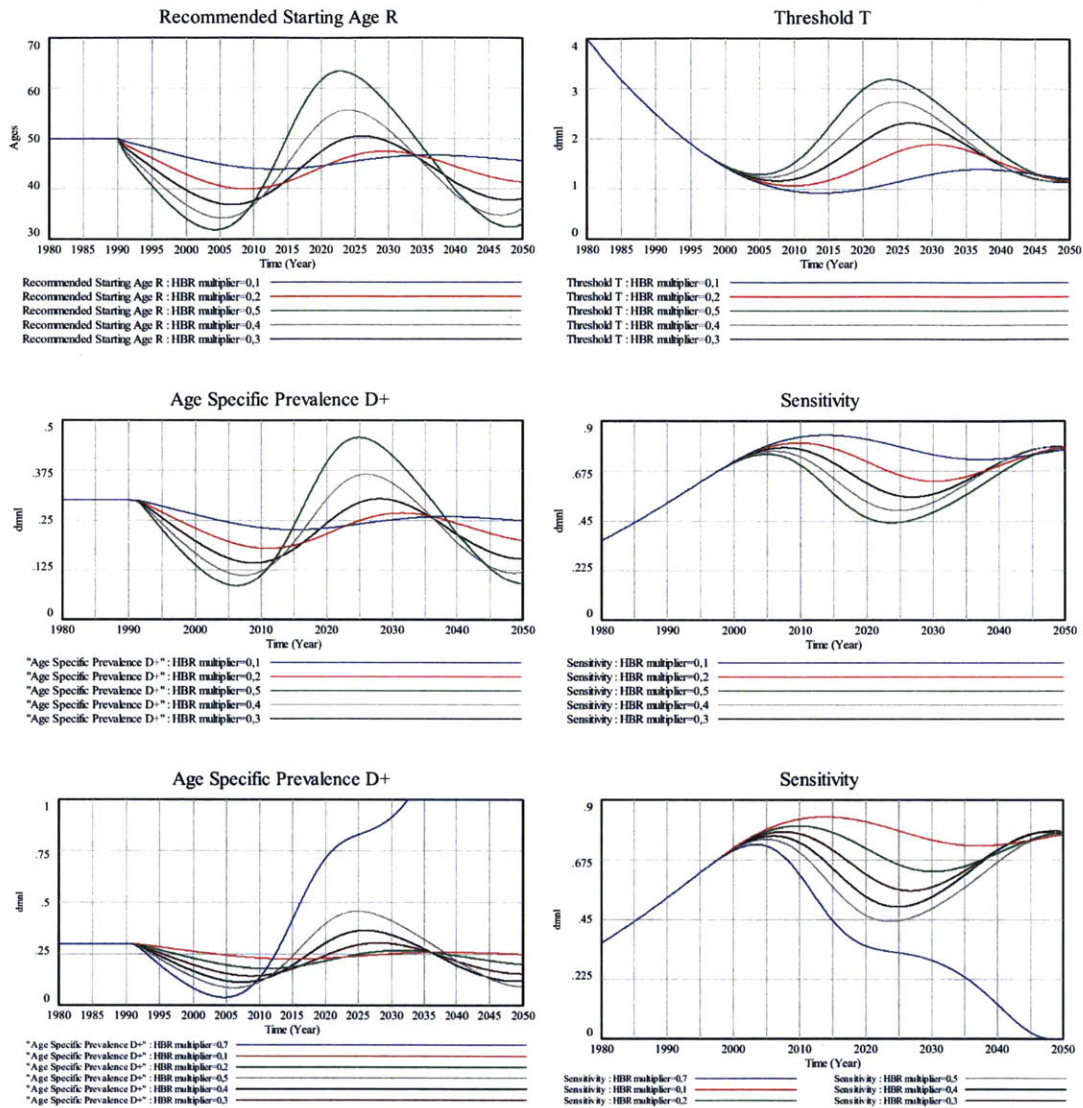 Recommended Starting Age R
70
60
50
40
30
Ages
1980 1985 1990 1995 2000 2005 2010 2015 2020 2025 2030 2035 2040 2045 2050
Time (Year)
Recommended Starting Age R : HBR multiplier=0,1
Recommended Starting Age R : HBR multiplier=0,2
Recommended Starting Age R : HBR multiplier=0,5
Recommended Starting Age R : HBR multiplier=0,4
Recommended Starting Age R : HBR multiplier=0,3
Threshold T
4
3
2
1
0
dmnl
1980 1985 1990 1995 2000 2005 2010 2015 2020 2025 2030 2035 2040 2045 2050
Time (Year)
Threshold T : HBR multiplier=0,1
Threshold T : HBR multiplier=0,2
Threshold T : HBR multiplier=0,5
Threshold T : HBR multiplier=0,4
Threshold T : HBR multiplier=0,3
Age Specific Prevalence D+
.5
.375
.25
.125
0
dmnl
1980 1990 2000 2010 2020 2030 2040 2050
Time (Year)
"Age Specific Prevalence D+" : HBR multiplier=0,1
"Age Specific Prevalence D+" : HBR multiplier=0,2
"Age Specific Prevalence D+" : HBR multiplier=0,5
"Age Specific Prevalence D+" : HBR multiplier=0,4
"Age Specific Prevalence D+" : HBR multiplier=0,3
Sensitivity
.9
.675
.45
.225
0
dmnl
1980 1990 2000 2010 2020 2030 2040 2050
Time (Year)
Sensitivity : HBR multiplier=0,1
Sensitivity : HBR multiplier=0,2
Sensitivity : HBR multiplier=0,5
Sensitivity : HBR multiplier=0,4
Sensitivity : HBR multiplier=0,3
Age Specific Prevalence D+
1
.75
.5
.25
0
dmnl
1980 1985 1990 1995 2000 2005 2010 2015 2020 2025 2030 2035 2040 2045 2050
Time (Year)
"Age Specific Prevalence D+" : HBR multiplier=0,7
"Age Specific Prevalence D+" : HBR multiplier=0,1
"Age Specific Prevalence D+" : HBR multiplier=0,2
"Age Specific Prevalence D+" : HBR multiplier=0,5
"Age Specific Prevalence D+" : HBR multiplier=0,4
"Age Specific Prevalence D+" : HBR multiplier=0,3
Sensitivity
.9
.675
.45
.225
0
dmnl
1980 1990 2000 2010 2020 2030 2040 2050
Time (Year)
Sensitivity : HBR multiplier=0,7 Sensitivity : HBR multiplier=0,5
Sensitivity : HBR multiplier=0,1 Sensitivity : HBR multiplier=0,4
Sensitivity : HBR multiplier=0,2 Sensitivity : HBR multiplier=0,3